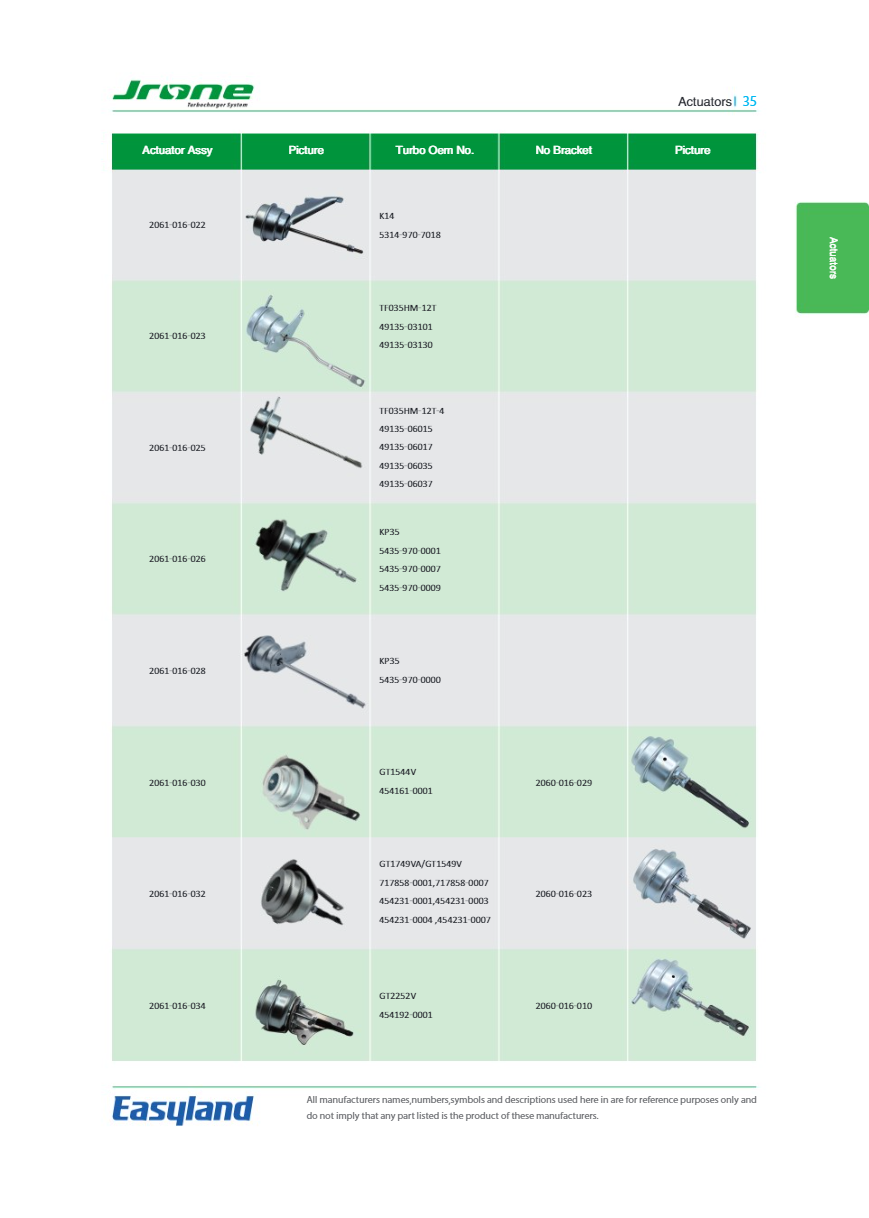 Jrone
Turbocharger System
Actuators| 35
Actuator Assy Picture Turbo Oem No. No Bracket Picture
Actuators
2061-016-022
K14
5314-970-7018
2061-016-023
TF035HM-12T
49135-03101
49135-03130
2061-016-025
TF035HM-12T-4
49135-06015
49135-06017
49135-06035
49135-06037
2061-016-026
KP35
5435-970-0001
5435-970-0007
5435-970-0009
2061-016-028
KP35
5435-970-0000
2061-016-030
GT1544V
454161-0001
2060-016-029
2061-016-032
GT1749VA/GT1549V
717858-0001,717858-0007
454231-0001,454231-0003
454231-0004 ,454231-0007
2060-016-023
2061-016-034
GT2252V
454192-0001
2060-016-010
Easyland
All manufacturers names,numbers,symbols and descriptions used here in are for reference purposes only and
do not imply that any part listed is the product of these manufacturers.